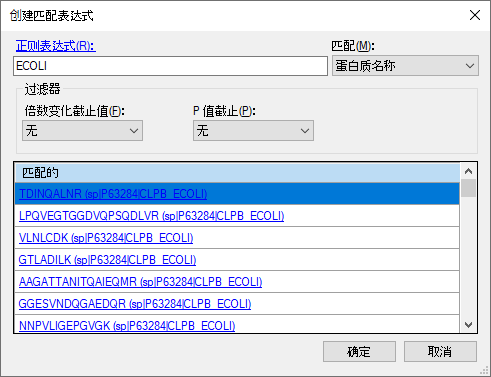 创建匹配表达式
正则表达式(R):
匹配(M):
ECOLI
蛋白质名称
过滤器
倍数变化截止值(F):
P 值截止(P):
无
无
匹配的
TDINQALNR (sp|P63284|CLPB_ECOLI)
LPQVEGTGGDVQPSQDLVR (sp|P63284|CLPB_ECOLI)
VLNLCDK (sp|P63284|CLPB_ECOLI)
GTLADILK (sp|P63284|CLPB_ECOLI)
AAGATTANITQAIEQMR (sp|P63284|CLPB_ECOLI)
GGESVNDQGAEDQR (sp|P63284|CLPB_ECOLI)
NNPVLIGEPGVGK (sp|P63284|CLPB_ECOLI)
确定
取消